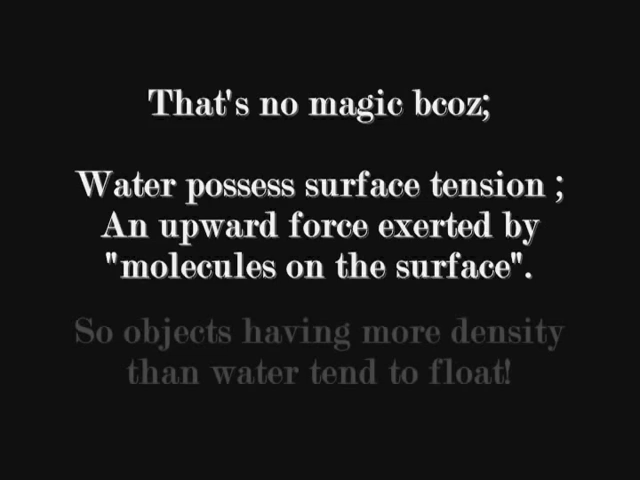 That's no magic bcoz;
Water possess surface tension ;
An upward force exerted by
"molecules on the surface".
So objects having more density
than water tend to float!